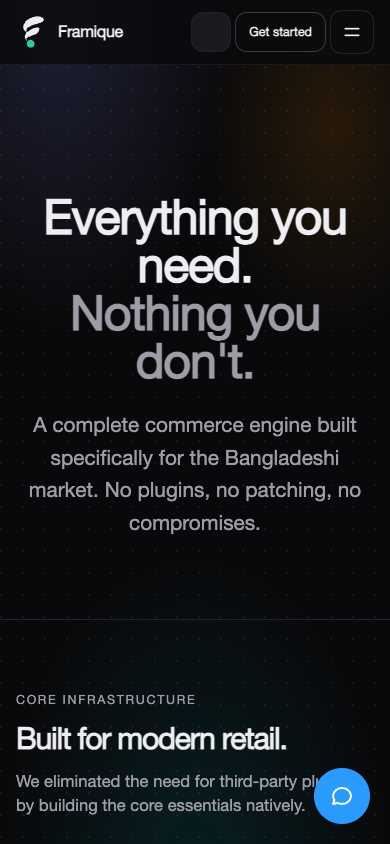 Framique
Get started
Everything you
need.
Nothing you
don't.
A complete commerce engine built
specifically for the Bangladeshi
market. No plugins, no patching, no
compromises.
CORE INFRASTRUCTURE
Built for modern retail.
We eliminated the need for third-party
by building the core essentials natively.